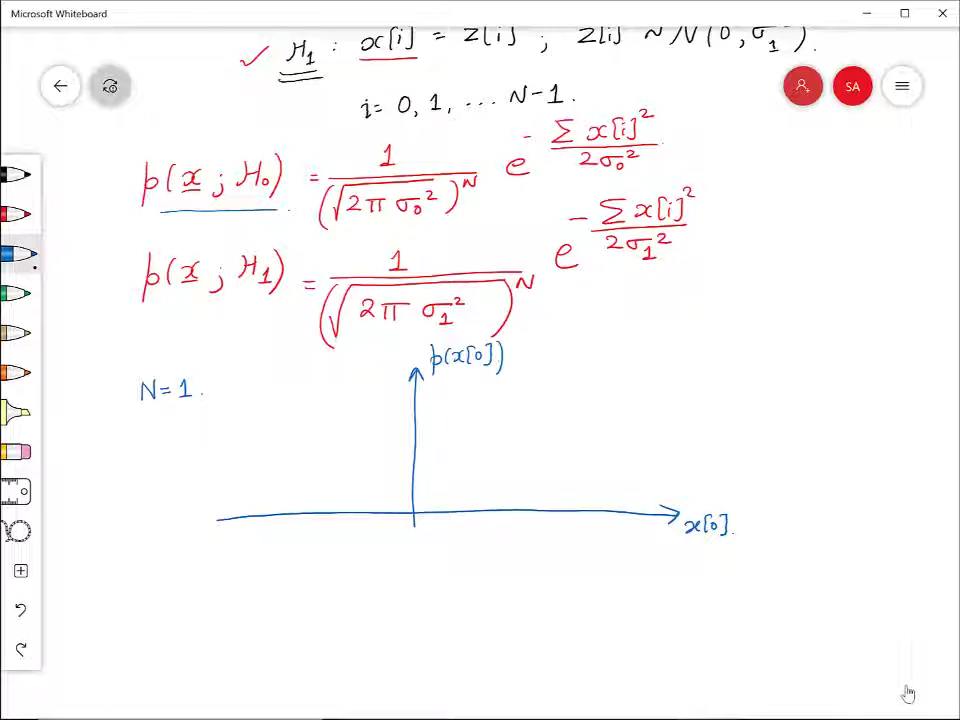 Microsoft Whiteboard
✓ H₁ : x[i] = z[i] ; z[i] ~ N(0, σ₁²).
SA
i = 0, 1, ... N-1.
p(x ; H₀) = 1/(√(2π σ₀²))^N e^(-Σ x[i]²/2σ₀²)
p(x ; H₁) = 1/(√(2π σ₁²))^N e^(-Σ x[i]²/2σ₁²)
p(x[0])
N = 1.
x[0].